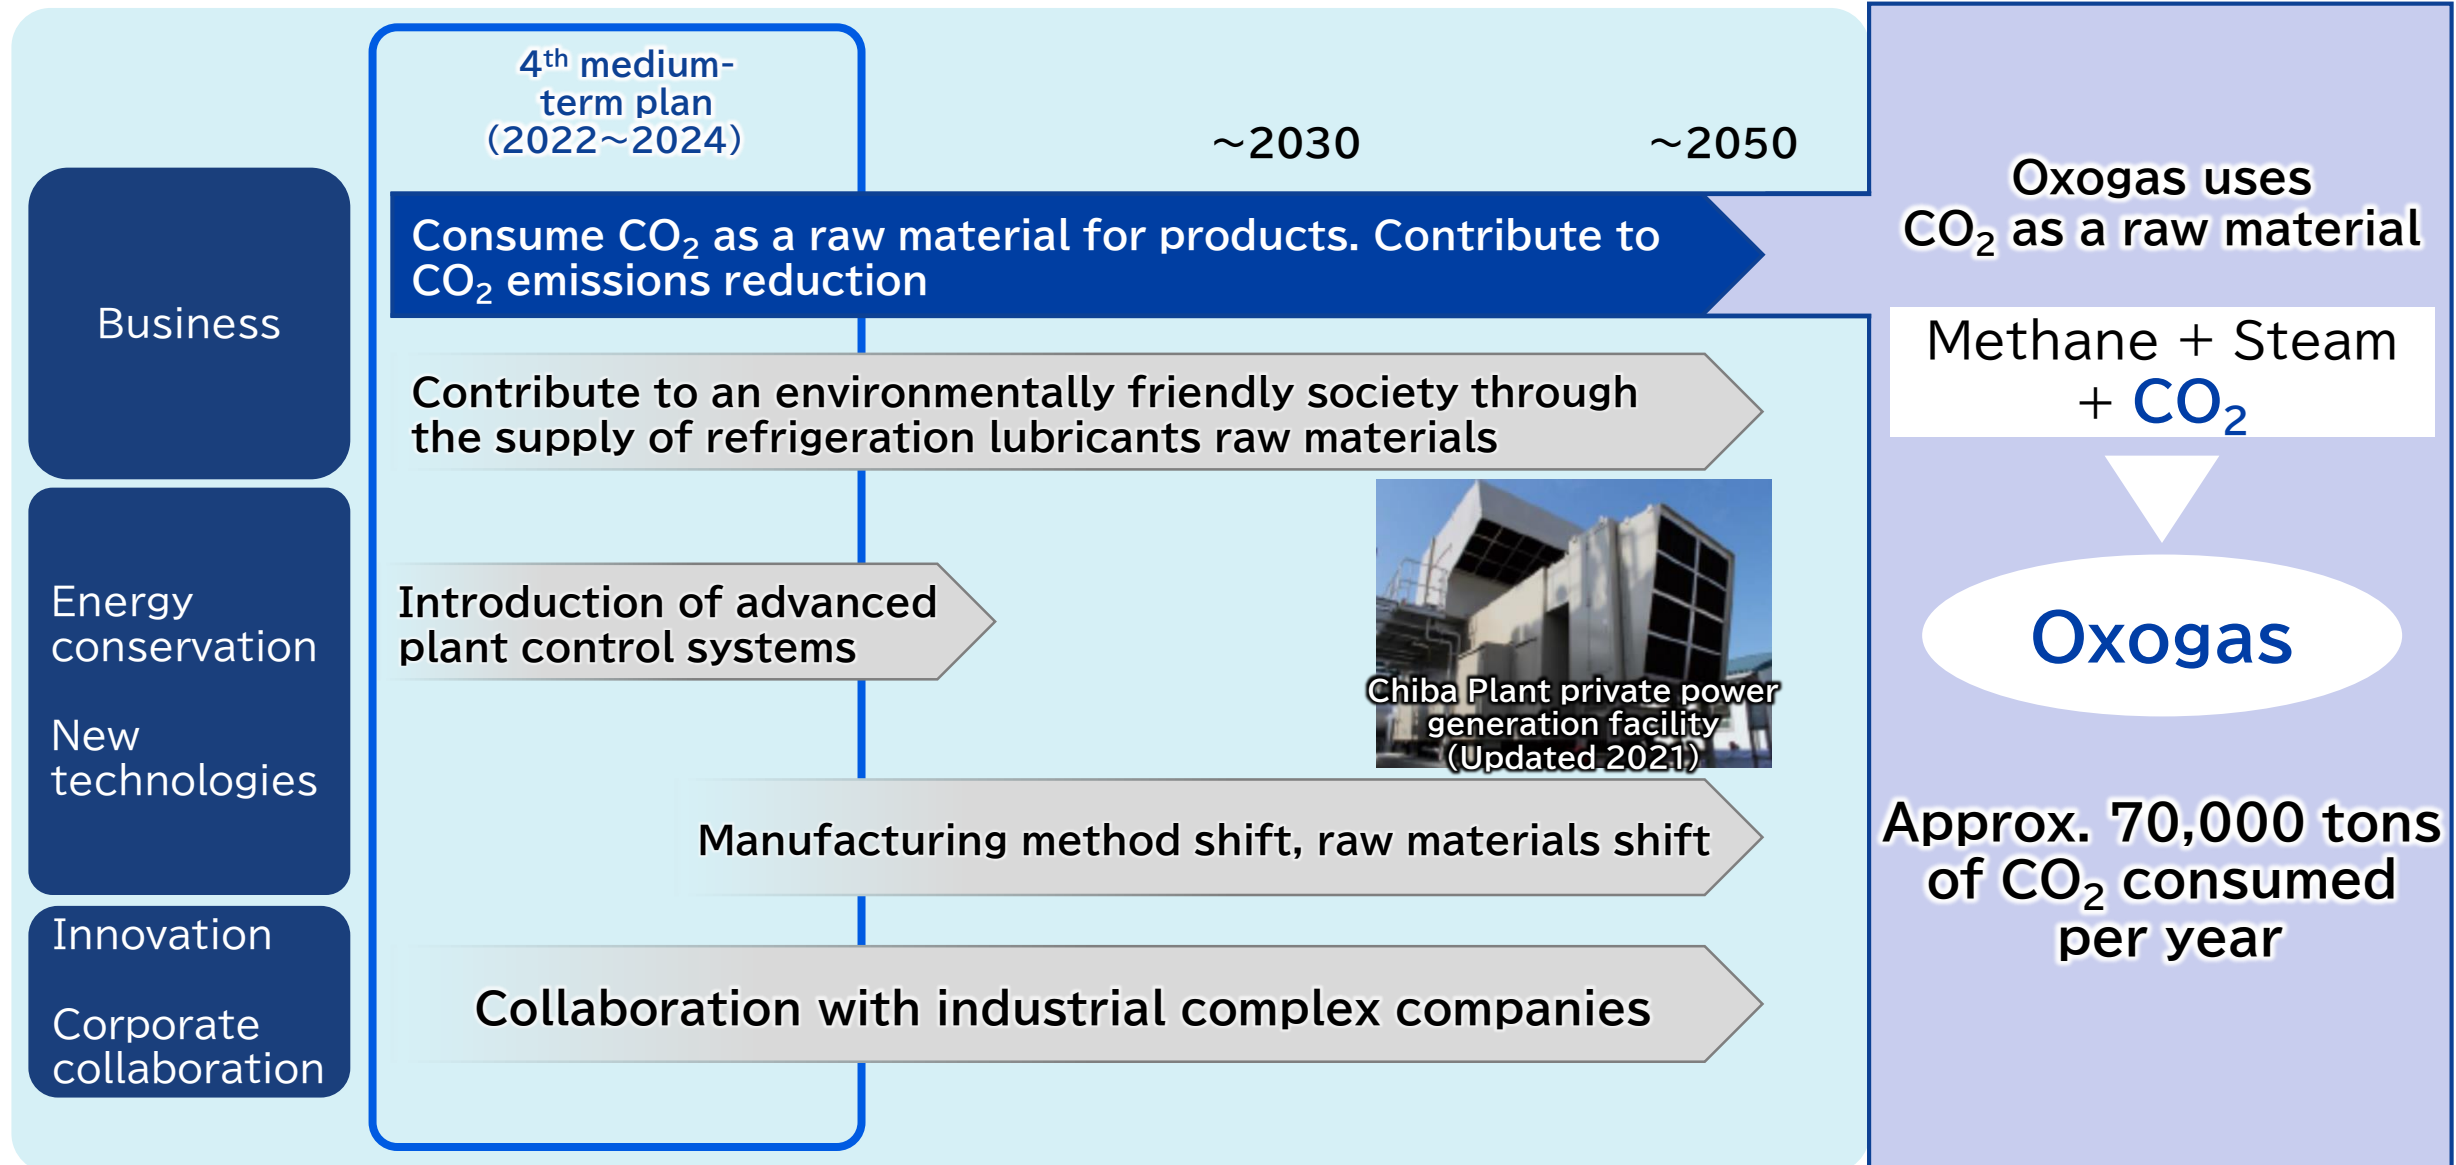 4th medium-
term plan
（2022～2024）
～2030
～2050
Business
Consume CO₂ as a raw material for products. Contribute to
CO₂ emissions reduction
Contribute to an environmentally friendly society through
the supply of refrigeration lubricants raw materials
Energy
conservation
New
technologies
Introduction of advanced
plant control systems
Chiba Plant private power
generation facility
（Updated 2021）
Manufacturing method shift, raw materials shift
Innovation
Corporate
collaboration
Collaboration with industrial complex companies
Oxogas uses
CO₂ as a raw material
Methane + Steam
+ CO₂
Oxogas
Approx. 70,000 tons
of CO₂ consumed
per year